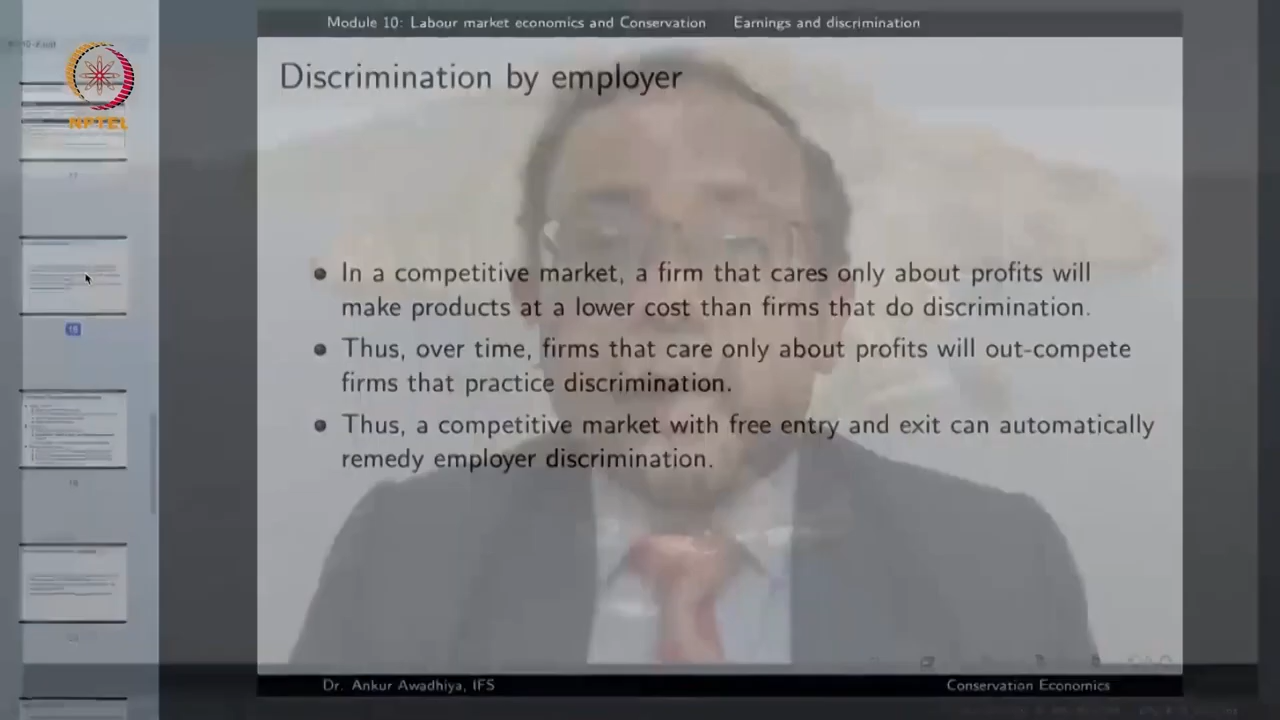 Module 10: Labour market economics and Conservation Earnings and discrimination
NPTEL
Discrimination by employer
In a competitive market, a firm that cares only about profits will
make products at a lower cost than firms that do discrimination.
Thus, over time, firms that care only about profits will out-compete
firms that practice discrimination.
Thus, a competitive market with free entry and exit can automatically
remedy employer discrimination.
Dr. Ankur Awadhiya, IFS Conservation Economics